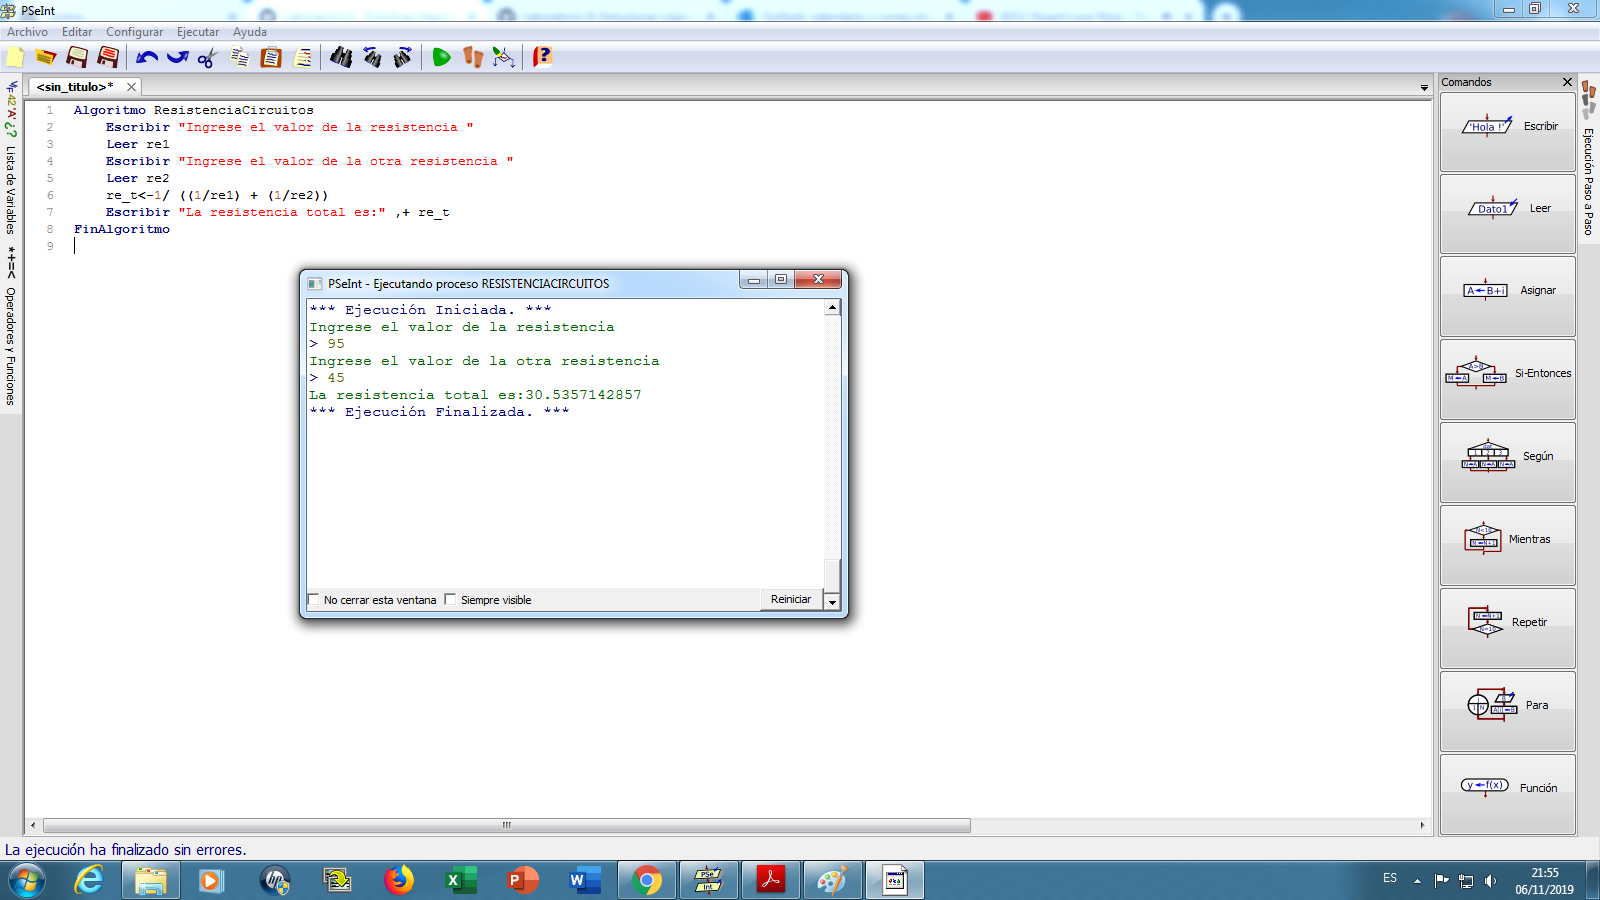 PSeInt
Archivo Editar Configurar Ejecutar Ayuda
<sin_titulo>*
1 Algoritmo ResistenciaCircuitos
2 Escribir "Ingrese el valor de la resistencia "
3 Leer re1
4 Escribir "Ingrese el valor de la otra resistencia "
5 Leer re2
6 re_t<-1/ ((1/re1) + (1/re2))
7 Escribir "La resistencia total es:" ,+ re_t
8 FinAlgoritmo
9
Lista de Variables
*+=< Operadores y Funciones
PSeInt - Ejecutando proceso RESISTENCIACIRCUITOS
*** Ejecución Iniciada. ***
Ingrese el valor de la resistencia
> 95
Ingrese el valor de la otra resistencia
> 45
La resistencia total es:30.5357142857
*** Ejecución Finalizada. ***
No cerrar esta ventana
Siempre visible
Reiniciar
Comandos
'Hola !' Escribir
Dato1 Leer
A←B+i Asignar
A>B Si-Entonces
Según
Mientras
Repetir
Para
y←f(x) Función
Ejecución Paso a Paso
La ejecución ha finalizado sin errores.
PSe
Int
ES
21:55
06/11/2019